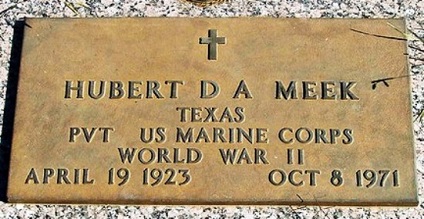 HUBERT D A MEEK
TEXAS
PVT US MARINE CORPS
WORLD WAR II
APRIL 19 1923 OCT 8 1971